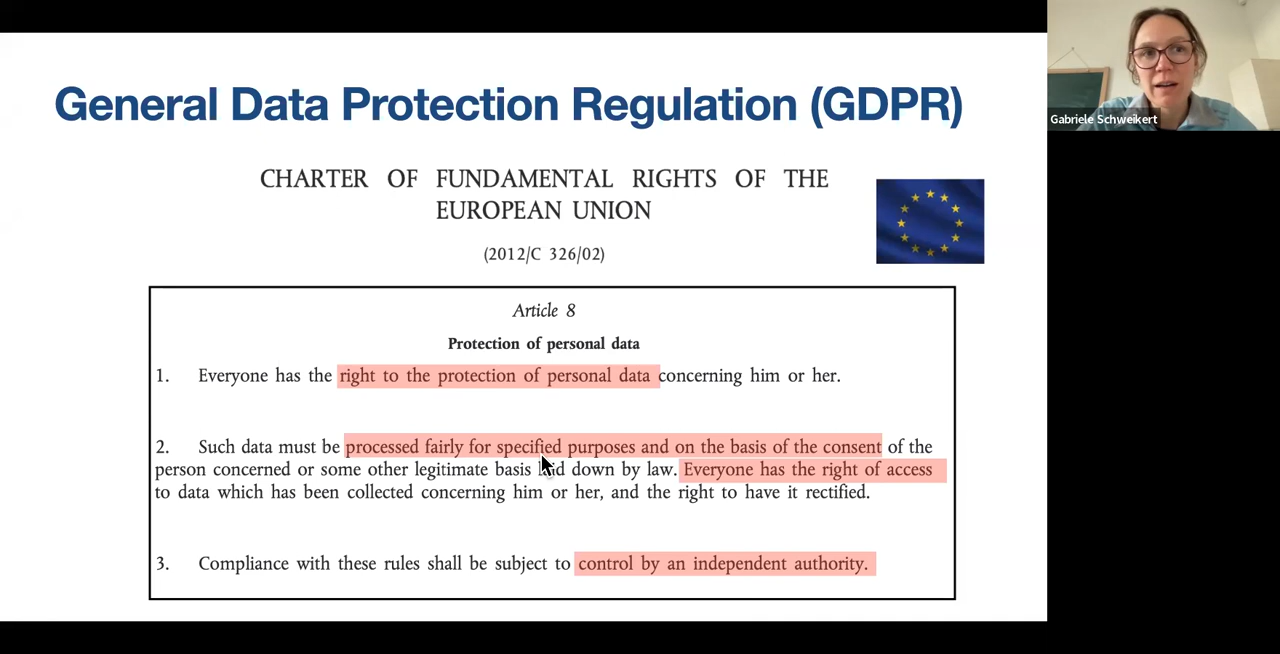 General Data Protection Regulation (GDPR)
Gabriele Schweikert
CHARTER OF FUNDAMENTAL RIGHTS OF THE
EUROPEAN UNION
(2012/C 326/02)
Article 8
Protection of personal data
1. Everyone has the right to the protection of personal data concerning him or her.
2. Such data must be processed fairly for specified purposes and on the basis of the consent of the
person concerned or some other legitimate basis laid down by law. Everyone has the right of access
to data which has been collected concerning him or her, and the right to have it rectified.
3. Compliance with these rules shall be subject to control by an independent authority.